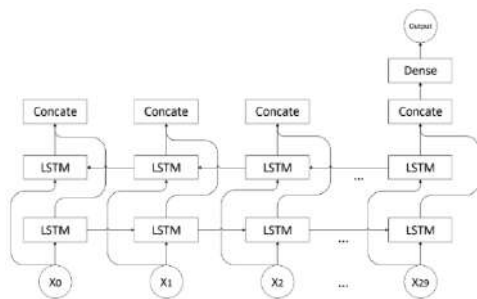 Output
Dense
Concate Concate Concate Concate
LSTM LSTM LSTM ... LSTM
LSTM LSTM LSTM ... LSTM
X0 X1 X2 ... X29